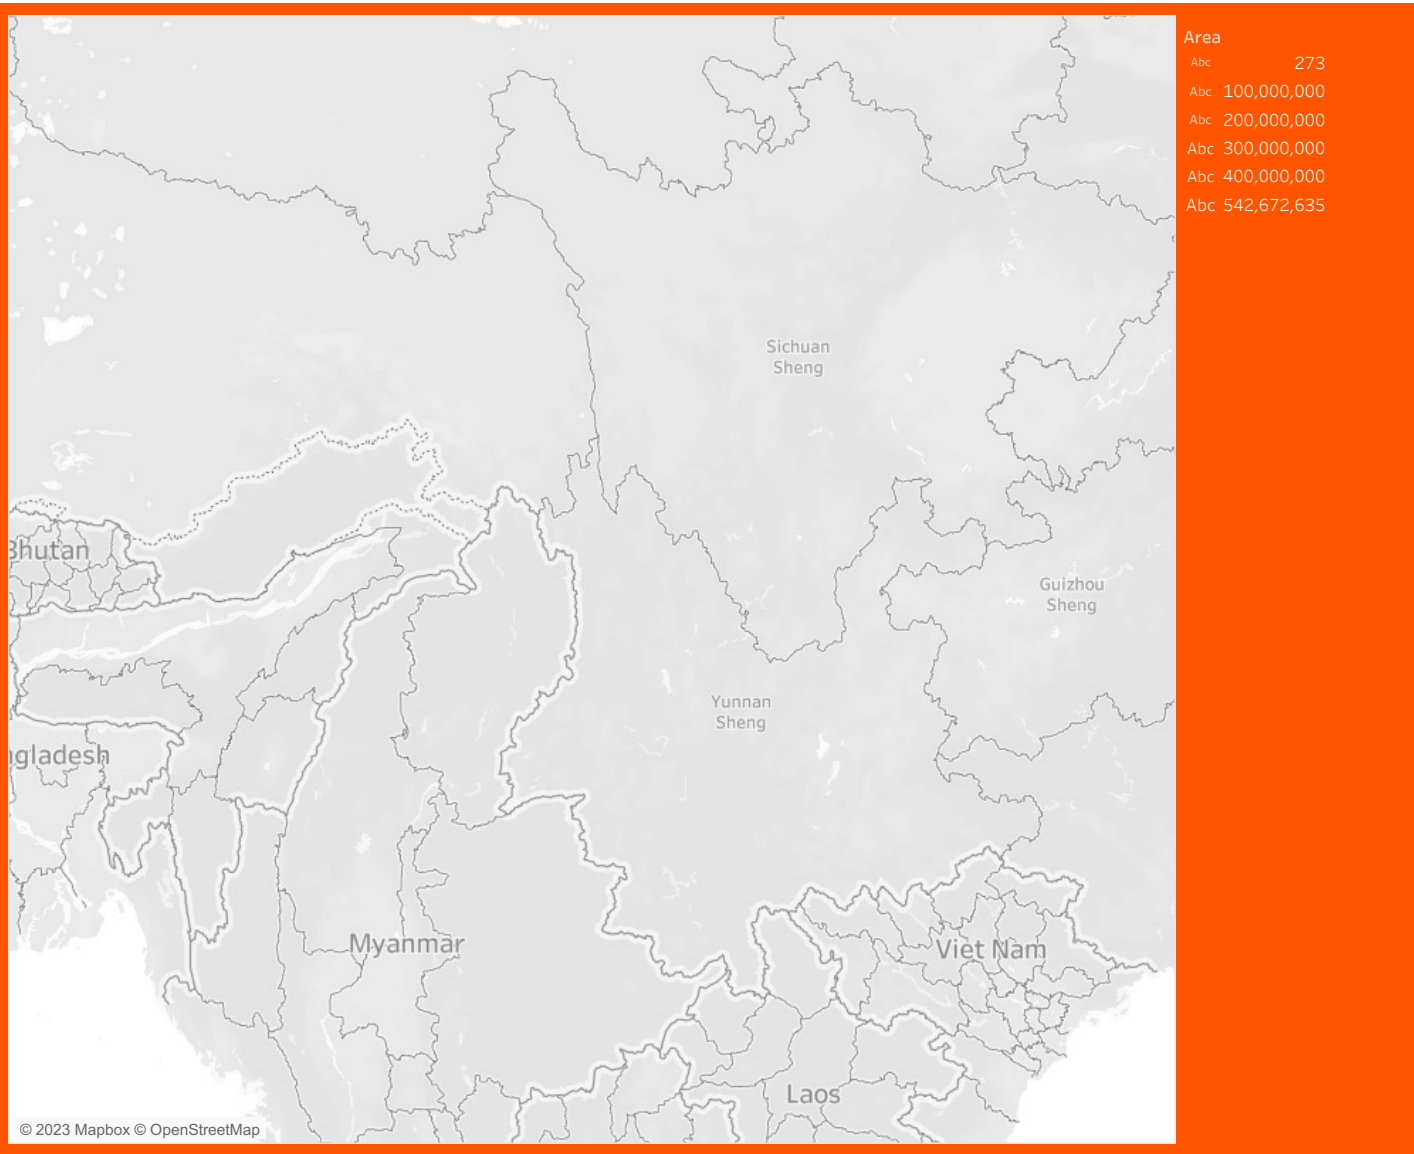 Area
Abc 273
Abc 100,000,000
Abc 200,000,000
Abc 300,000,000
Abc 400,000,000
Abc 542,672,635
Sichuan
Sheng
Bhutan
Guizhou
Sheng
Yunnan
Sheng
ngladesh
Myanmar
Viet Nam
Laos
© 2023 Mapbox © OpenStreetMap